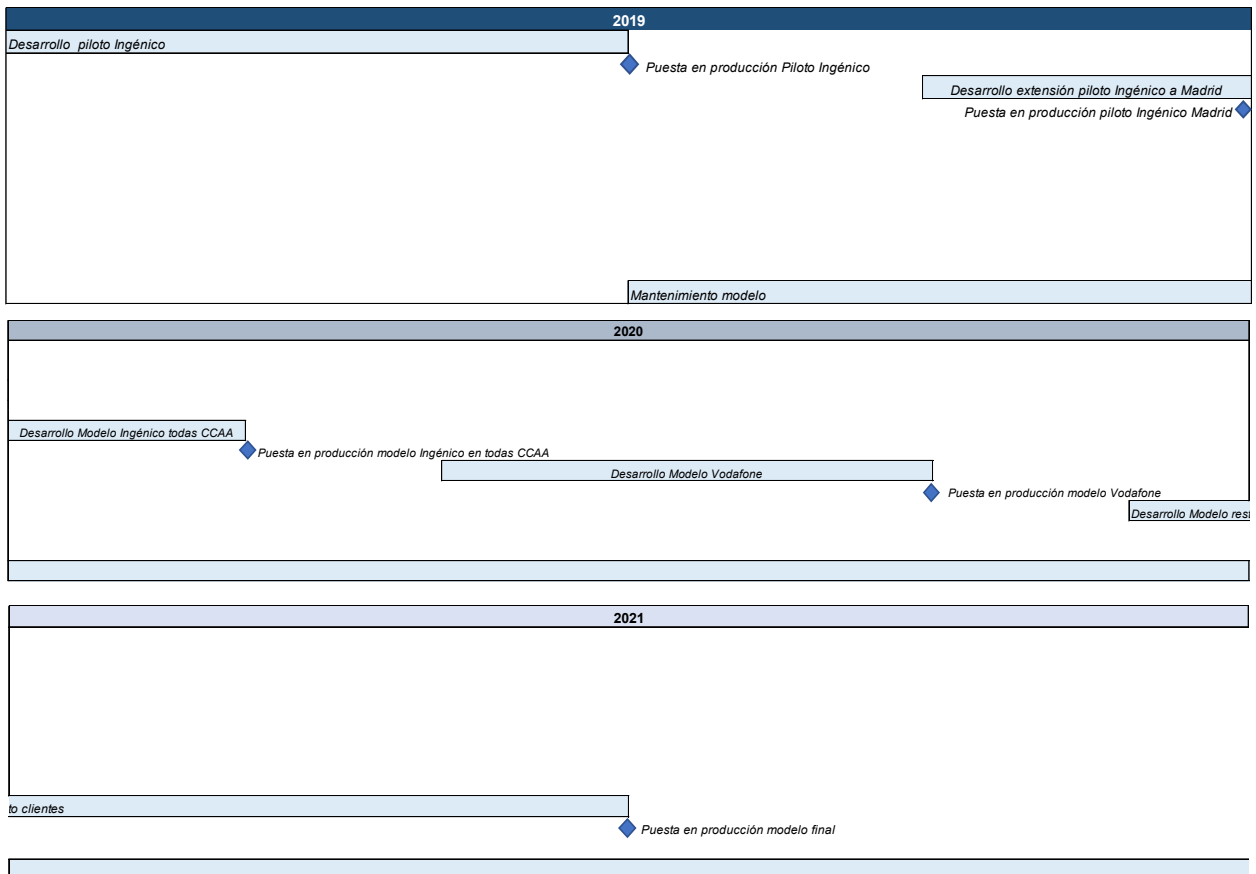 2019
Desarrollo piloto Ingénico
Puesta en producción Piloto Ingénico
Desarrollo extensión piloto Ingénico a Madrid
Puesta en producción piloto Ingénico Madrid
Mantenimiento modelo
2020
Desarrollo Modelo Ingénico todas CCAA
Puesta en producción modelo Ingénico en todas CCAA
Desarrollo Modelo Vodafone
Puesta en producción modelo Vodafone
Desarrollo Modelo rest
2021
to clientes
Puesta en producción modelo final